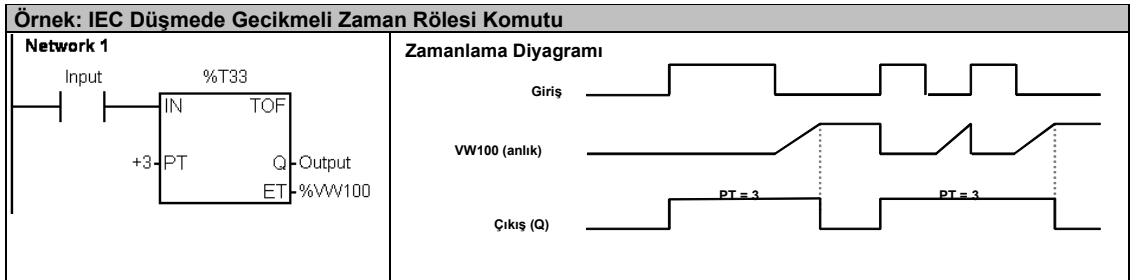 Örnek: IEC Düşmede Gecikmeli Zaman Rölesi Komutu
Network 1
Input
%T33
IN
TOF
+3
PT
Q
Output
ET
%VW100
Zamanlama Diyagramı
Giriş
VW100 (anlık)
PT = 3
PT = 3
Çıkış (Q)